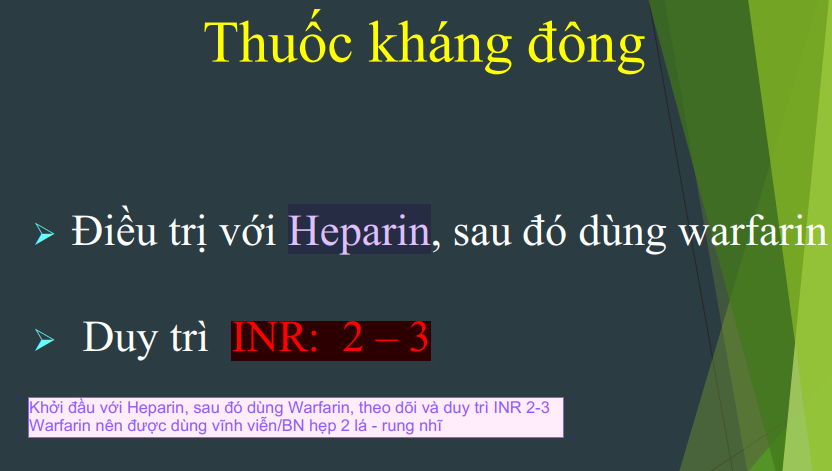 Thuốc kháng đông
Điều trị với Heparin, sau đó dùng warfarin
Duy trì INR: 2 – 3
Khởi đầu với Heparin, sau đó dùng Warfarin, theo dõi và duy trì INR 2-3
Warfarin nên được dùng vĩnh viễn/BN hẹp 2 lá - rung nhĩ